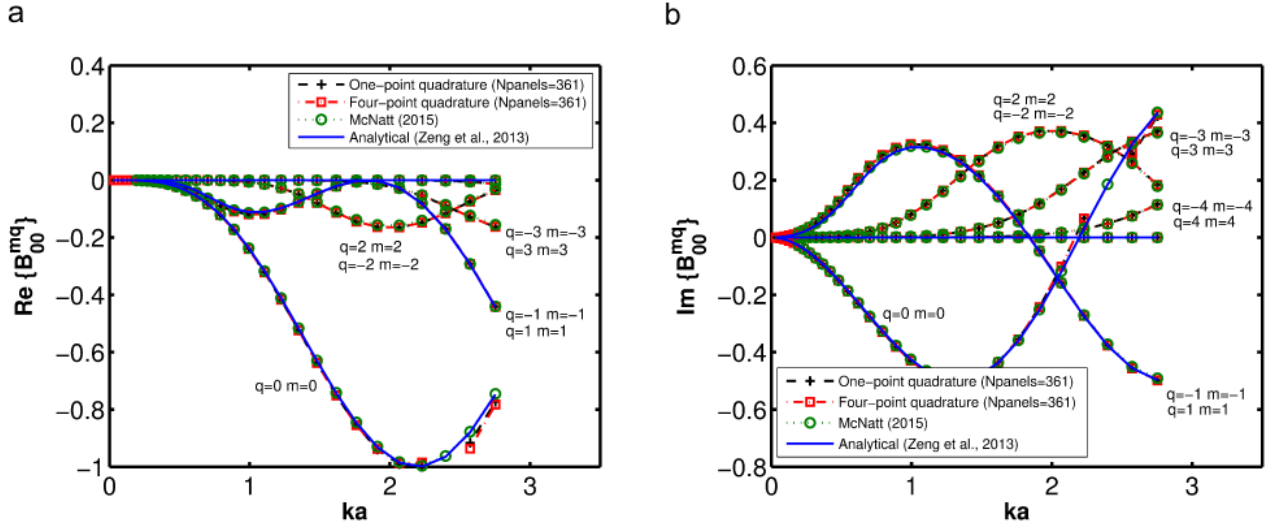 a
b
0.4
0.2
0
−0.2
−0.4
−0.6
−0.8
−1
Re {B00^mq}
One−point quadrature (Npanels=361)
Four−point quadrature (Npanels=361)
McNatt (2015)
Analytical (Zeng et al., 2013)
q=2 m=2
q=−2 m=−2
q=−3 m=−3
q=3 m=3
q=−1 m=−1
q=1 m=1
q=0 m=0
0 1 2 3
ka
0.6
0.4
0.2
0
−0.2
−0.4
−0.6
−0.8
Im {B00^mq}
q=2 m=2
q=−2 m=−2
q=−3 m=−3
q=3 m=3
q=−4 m=−4
q=4 m=4
q=0 m=0
One−point quadrature (Npanels=361)
Four−point quadrature (Npanels=361)
McNatt (2015)
Analytical (Zeng et al., 2013)
q=−1 m=−1
q=1 m=1
0 1 2 3
ka